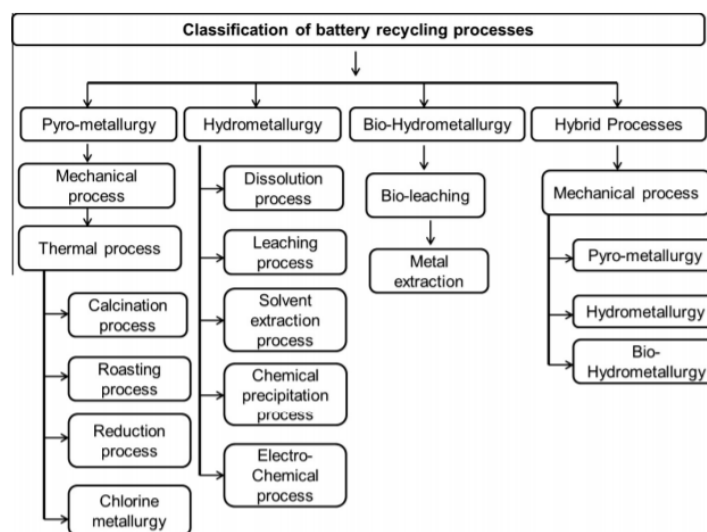 Classification of battery recycling processes
Pyro-metallurgy
Hydrometallurgy
Bio-Hydrometallurgy
Hybrid Processes
Mechanical
process
Thermal process
Calcination
process
Roasting
process
Reduction
process
Chlorine
metallurgy
Dissolution
process
Leaching
process
Solvent
extraction
process
Chemical
precipitation
process
Electro-
Chemical
process
Bio-leaching
Metal
extraction
Mechanical process
Pyro-metallurgy
Hydrometallurgy
Bio-
Hydrometallurgy